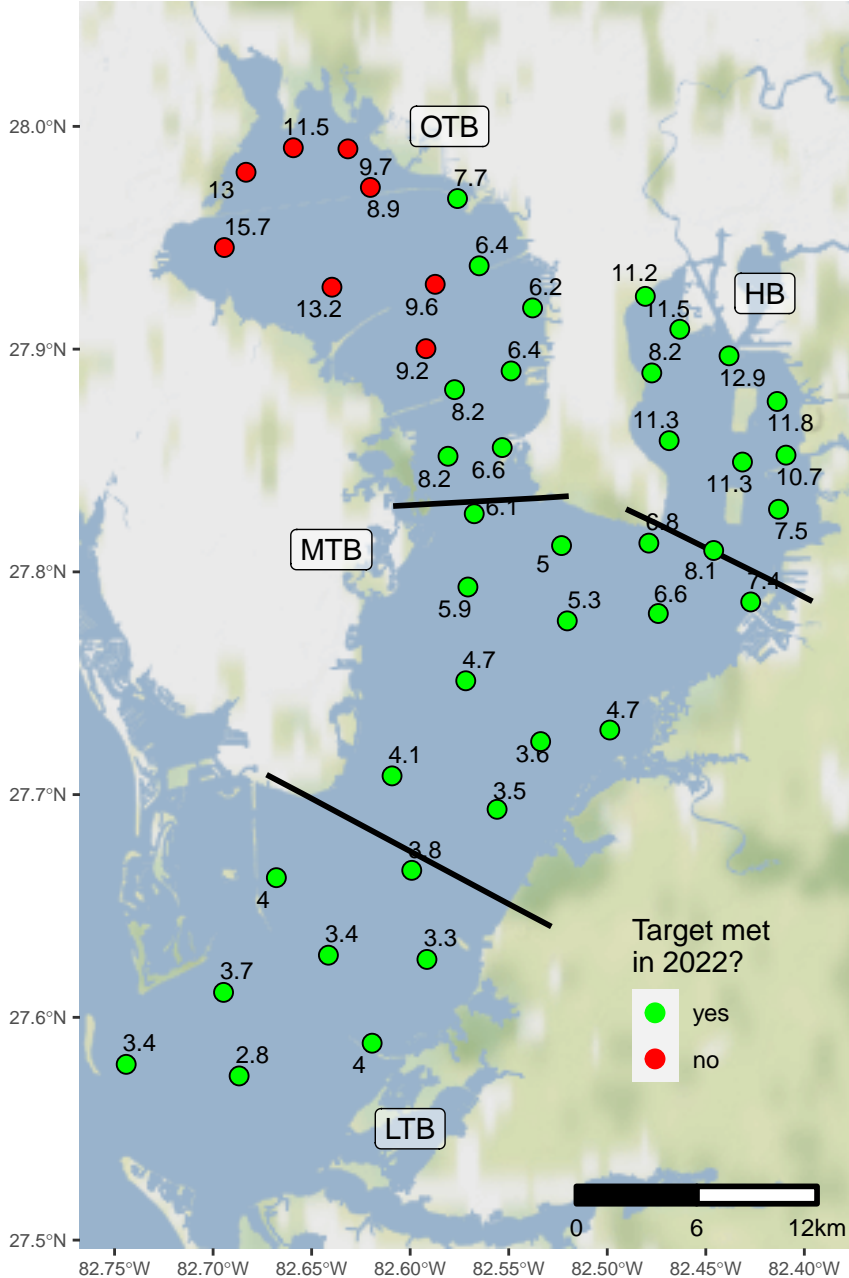 28.0°N
27.9°N
27.8°N
27.7°N
27.6°N
27.5°N
11.5
OTB
9.7
13
8.9
7.7
15.7
6.4
11.2
HB
13.2
9.6
6.2
11.5
9.2
6.4
8.2
12.9
8.2
11.3
11.8
8.2
6.6
11.3
10.7
6.1
7.5
MTB
5
6.8
8.1
7.4
5.9
5.3
6.6
4.7
4.7
4.1
3.6
3.5
3.8
4
3.4
3.3
3.7
3.4
2.8
4
LTB
Target met
in 2022?
yes
no
0 6 12km
82.75°W 82.70°W 82.65°W 82.60°W 82.55°W 82.50°W 82.45°W 82.40°W